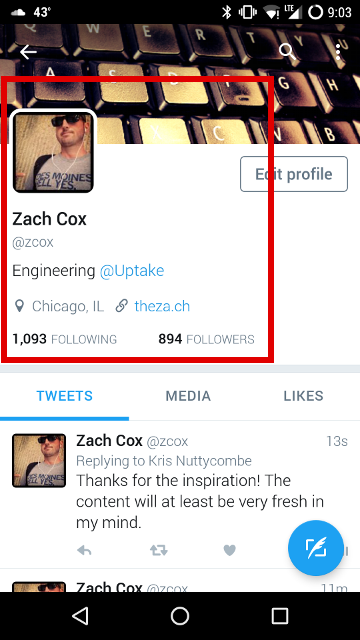 43°
LTE
9:03
Edit profile
Zach Cox
@zcox
Engineering @Uptake
Chicago, IL theza.ch
1,093 FOLLOWING 894 FOLLOWERS
TWEETS MEDIA LIKES
Zach Cox @zcox 13s
Replying to Kris Nuttycombe
Thanks for the inspiration! The
content will at least be very fresh in
my mind.
Zach Cox @zcox 11m